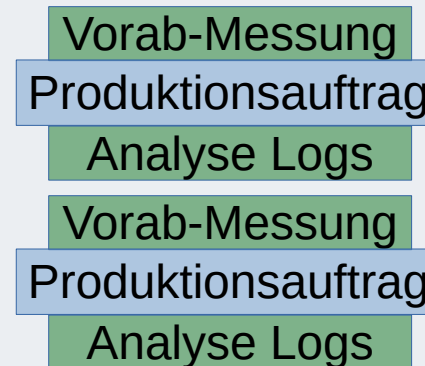 Vorab-Messung
Produktionsauftrag
Analyse Logs
Vorab-Messung
Produktionsauftrag
Analyse Logs